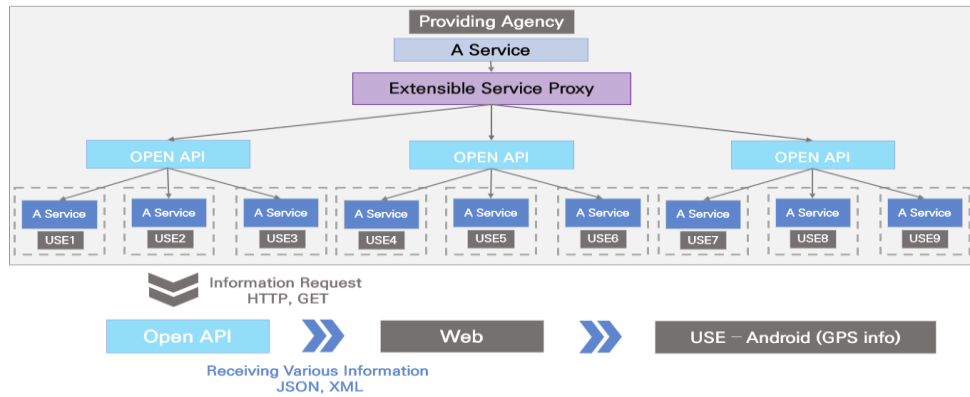 Providing Agency
A Service
Extensible Service Proxy
OPEN API
OPEN API
OPEN API
A Service
A Service
A Service
A Service
A Service
A Service
A Service
A Service
A Service
USE1
USE2
USE3
USE4
USE5
USE6
USE7
USE8
USE9
Information Request
HTTP, GET
Open API
Web
USE – Android (GPS info)
Receiving Various Information
JSON, XML